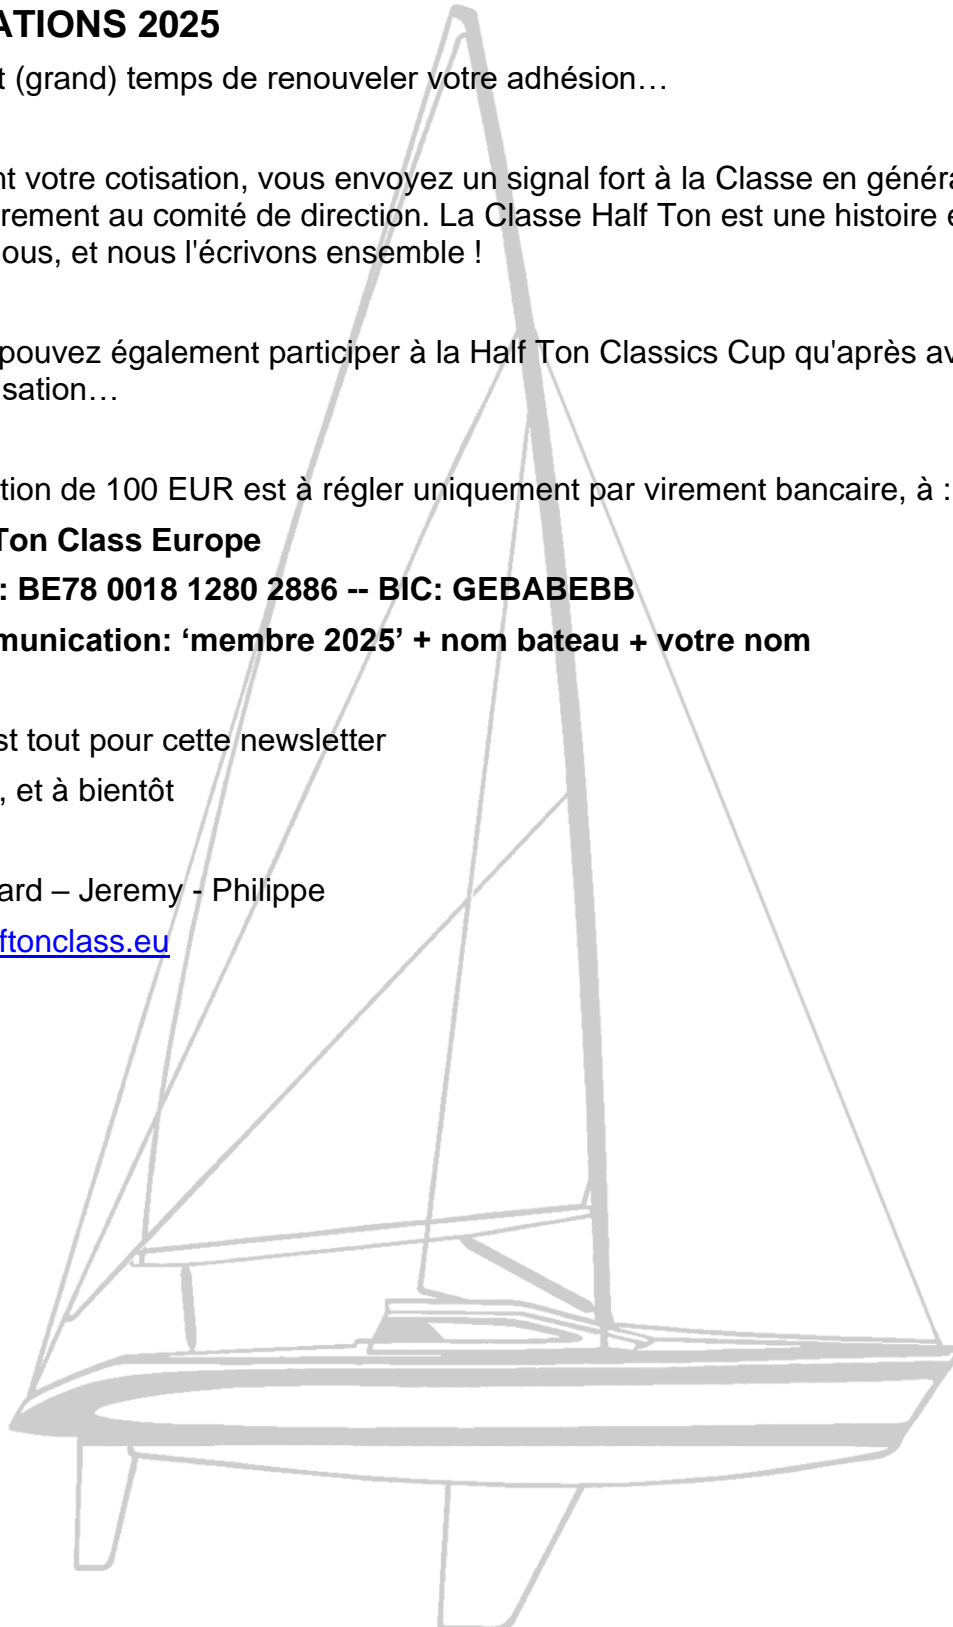 ATIONS 2025
t (grand) temps de renouveler votre adhésion…
nt votre cotisation, vous envoyez un signal fort à la Classe en généra
rement au comité de direction. La Classe Half Ton est une histoire e
nous, et nous l'écrivons ensemble !
pouvez également participer à la Half Ton Classics Cup qu'après av
sation…
tion de 100 EUR est à régler uniquement par virement bancaire, à :
Ton Class Europe
: BE78 0018 1280 2886 -- BIC: GEBABEBB
munication: ‘membre 2025’ + nom bateau + votre nom
st tout pour cette newsletter
, et à bientôt
ard – Jeremy - Philippe
ftonclass.eu